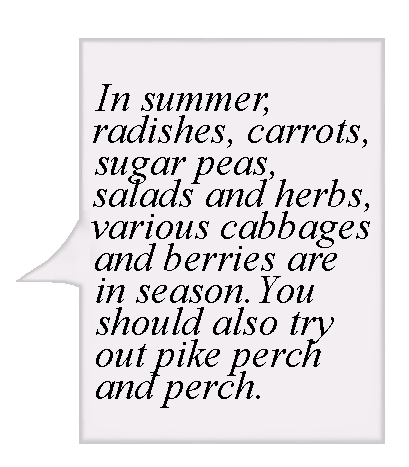 In summer,
radishes, carrots,
sugar peas,
salads and herbs,
various cabbages
and berries are
in season. You
should also try
out pike perch
and perch.